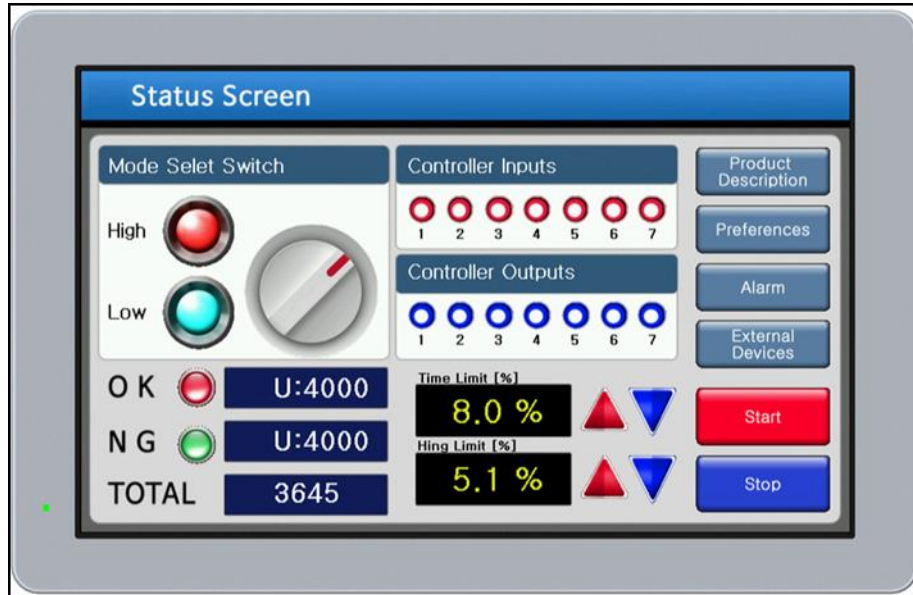 Status Screen
Mode Selet Switch
High
Low
Controller Inputs
1 2 3 4 5 6 7
Controller Outputs
1 2 3 4 5 6 7
Product
Description
Preferences
Alarm
External
Devices
O K U:4000
N G U:4000
TOTAL 3645
Time Limit [%]
8.0 %
Hing Limit [%]
5.1 %
Start
Stop